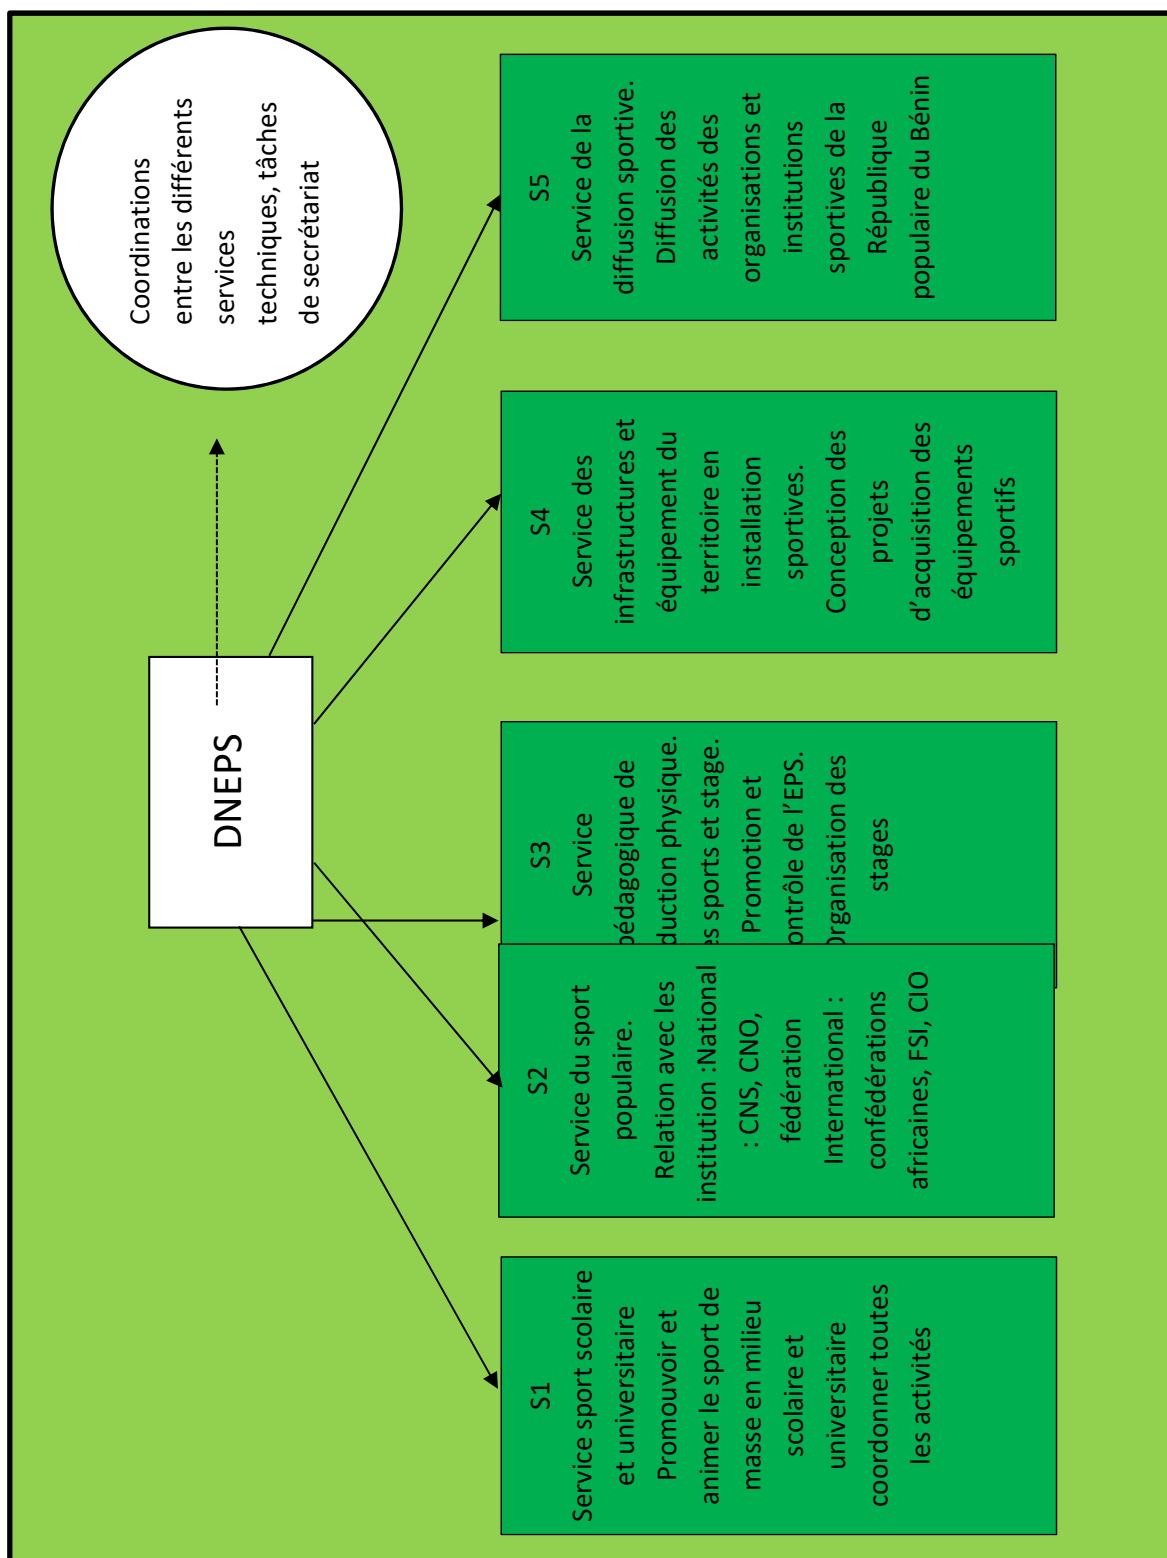 DNEPS
Coordinations
entre les différents
services
techniques, tâches
de secrétariat
S1
Service sport scolaire
et universitaire
Promouvoir et
animer le sport de
masse en milieu
scolaire et
universitaire
coordonner toutes
les activités
S2
Service du sport
populaire.
Relation avec les
institution :National
: CNS, CNO,
fédération
International :
confédérations
africaines, FSI, CIO
S3
Service
pédagogique de
duction physique.
es sports et stage.
Promotion et
ontrôle de l’EPS.
Organisation des
stages
S4
Service des
infrastructures et
équipement du
territoire en
installation
sportives.
Conception des
projets
d’acquisition des
équipements
sportifs
S5
Service de la
diffusion sportive.
Diffusion des
activités des
organisations et
institutions
sportives de la
République
populaire du Bénin